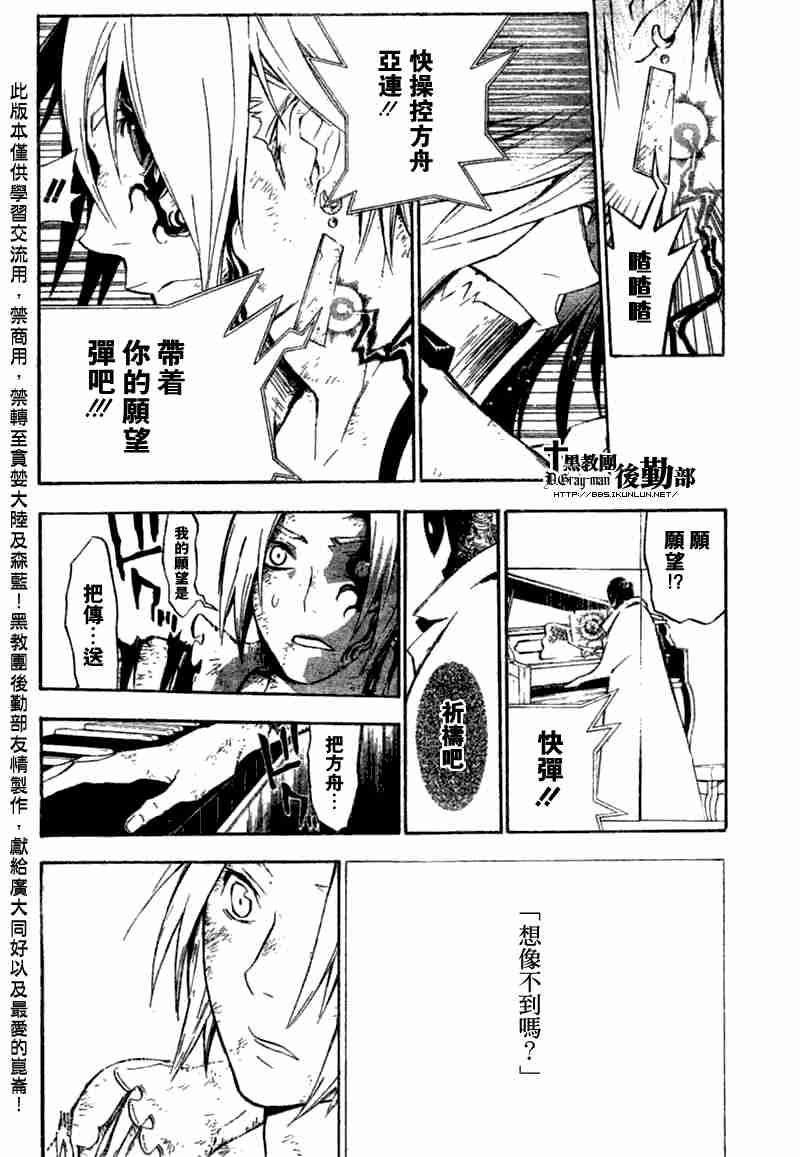 喳喳喳
快操控方舟
亞連!!
!!
帶着
你的願望
彈吧!!!
黑教團
後勤部
D.Gray-man
HTTP://BBS.IKUNLUN.NET/
願
願望!?
快彈!!
祈禱吧
我的願望是
把傳…送
把方舟…
「想像不到嗎？」
此版本僅供學習交流用，禁商用，禁轉至貪婪大陸及森藍！黑教團後勤部友情製作，獻給廣大同好以及最愛的崑崙！